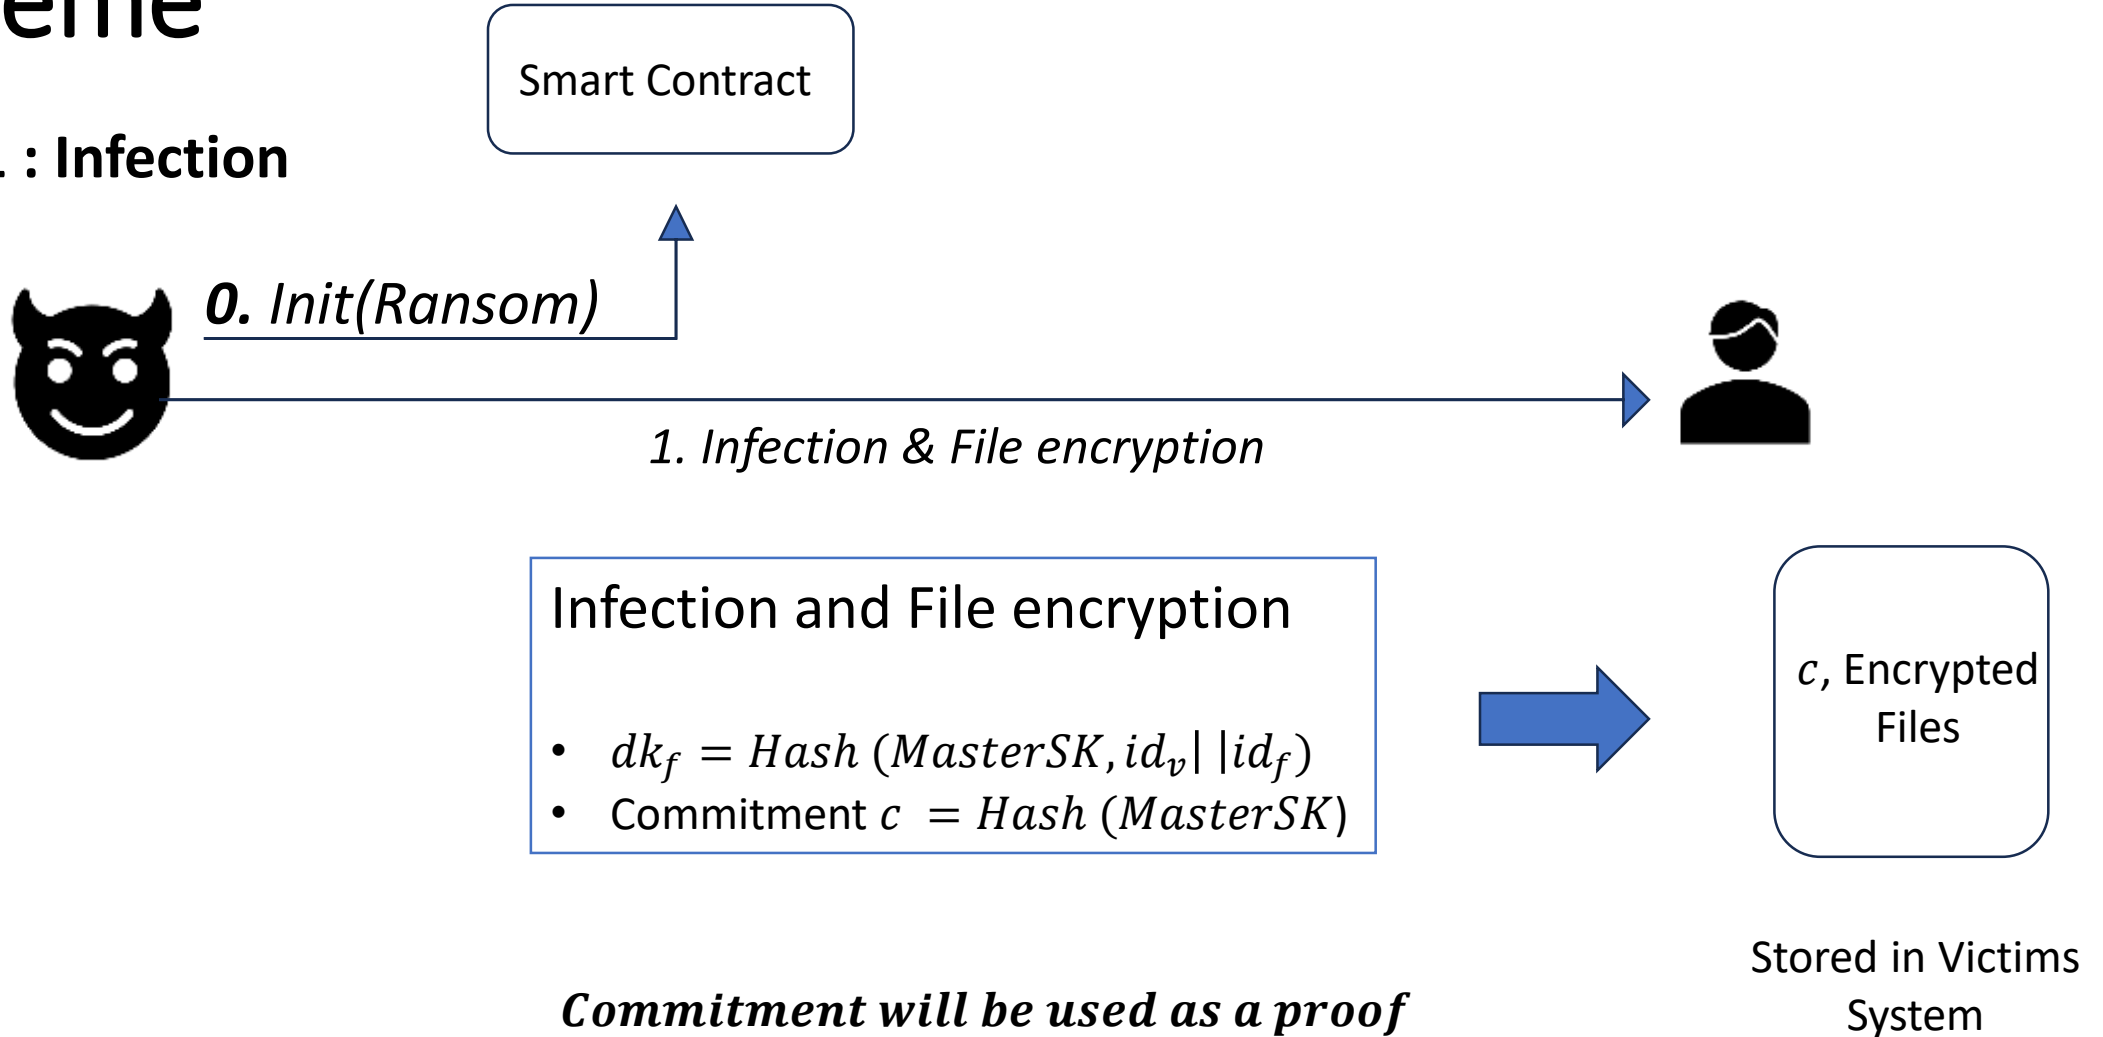 Smart Contract
: Infection
0. Init(Ransom)
1. Infection & File encryption
Infection and File encryption
• dk_f = Hash (MasterSK, id_v||id_f)
• Commitment c = Hash (MasterSK)
c, Encrypted
Files
Stored in Victims
System
Commitment will be used as a proof